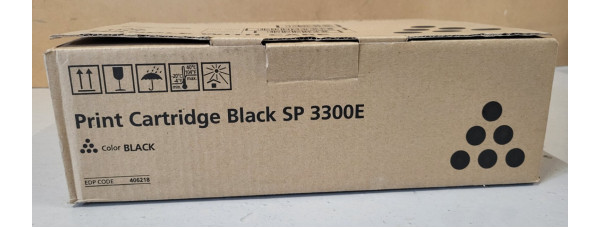 Print Cartridge Black SP 3300E
Color BLACK
EDP CODE 406218